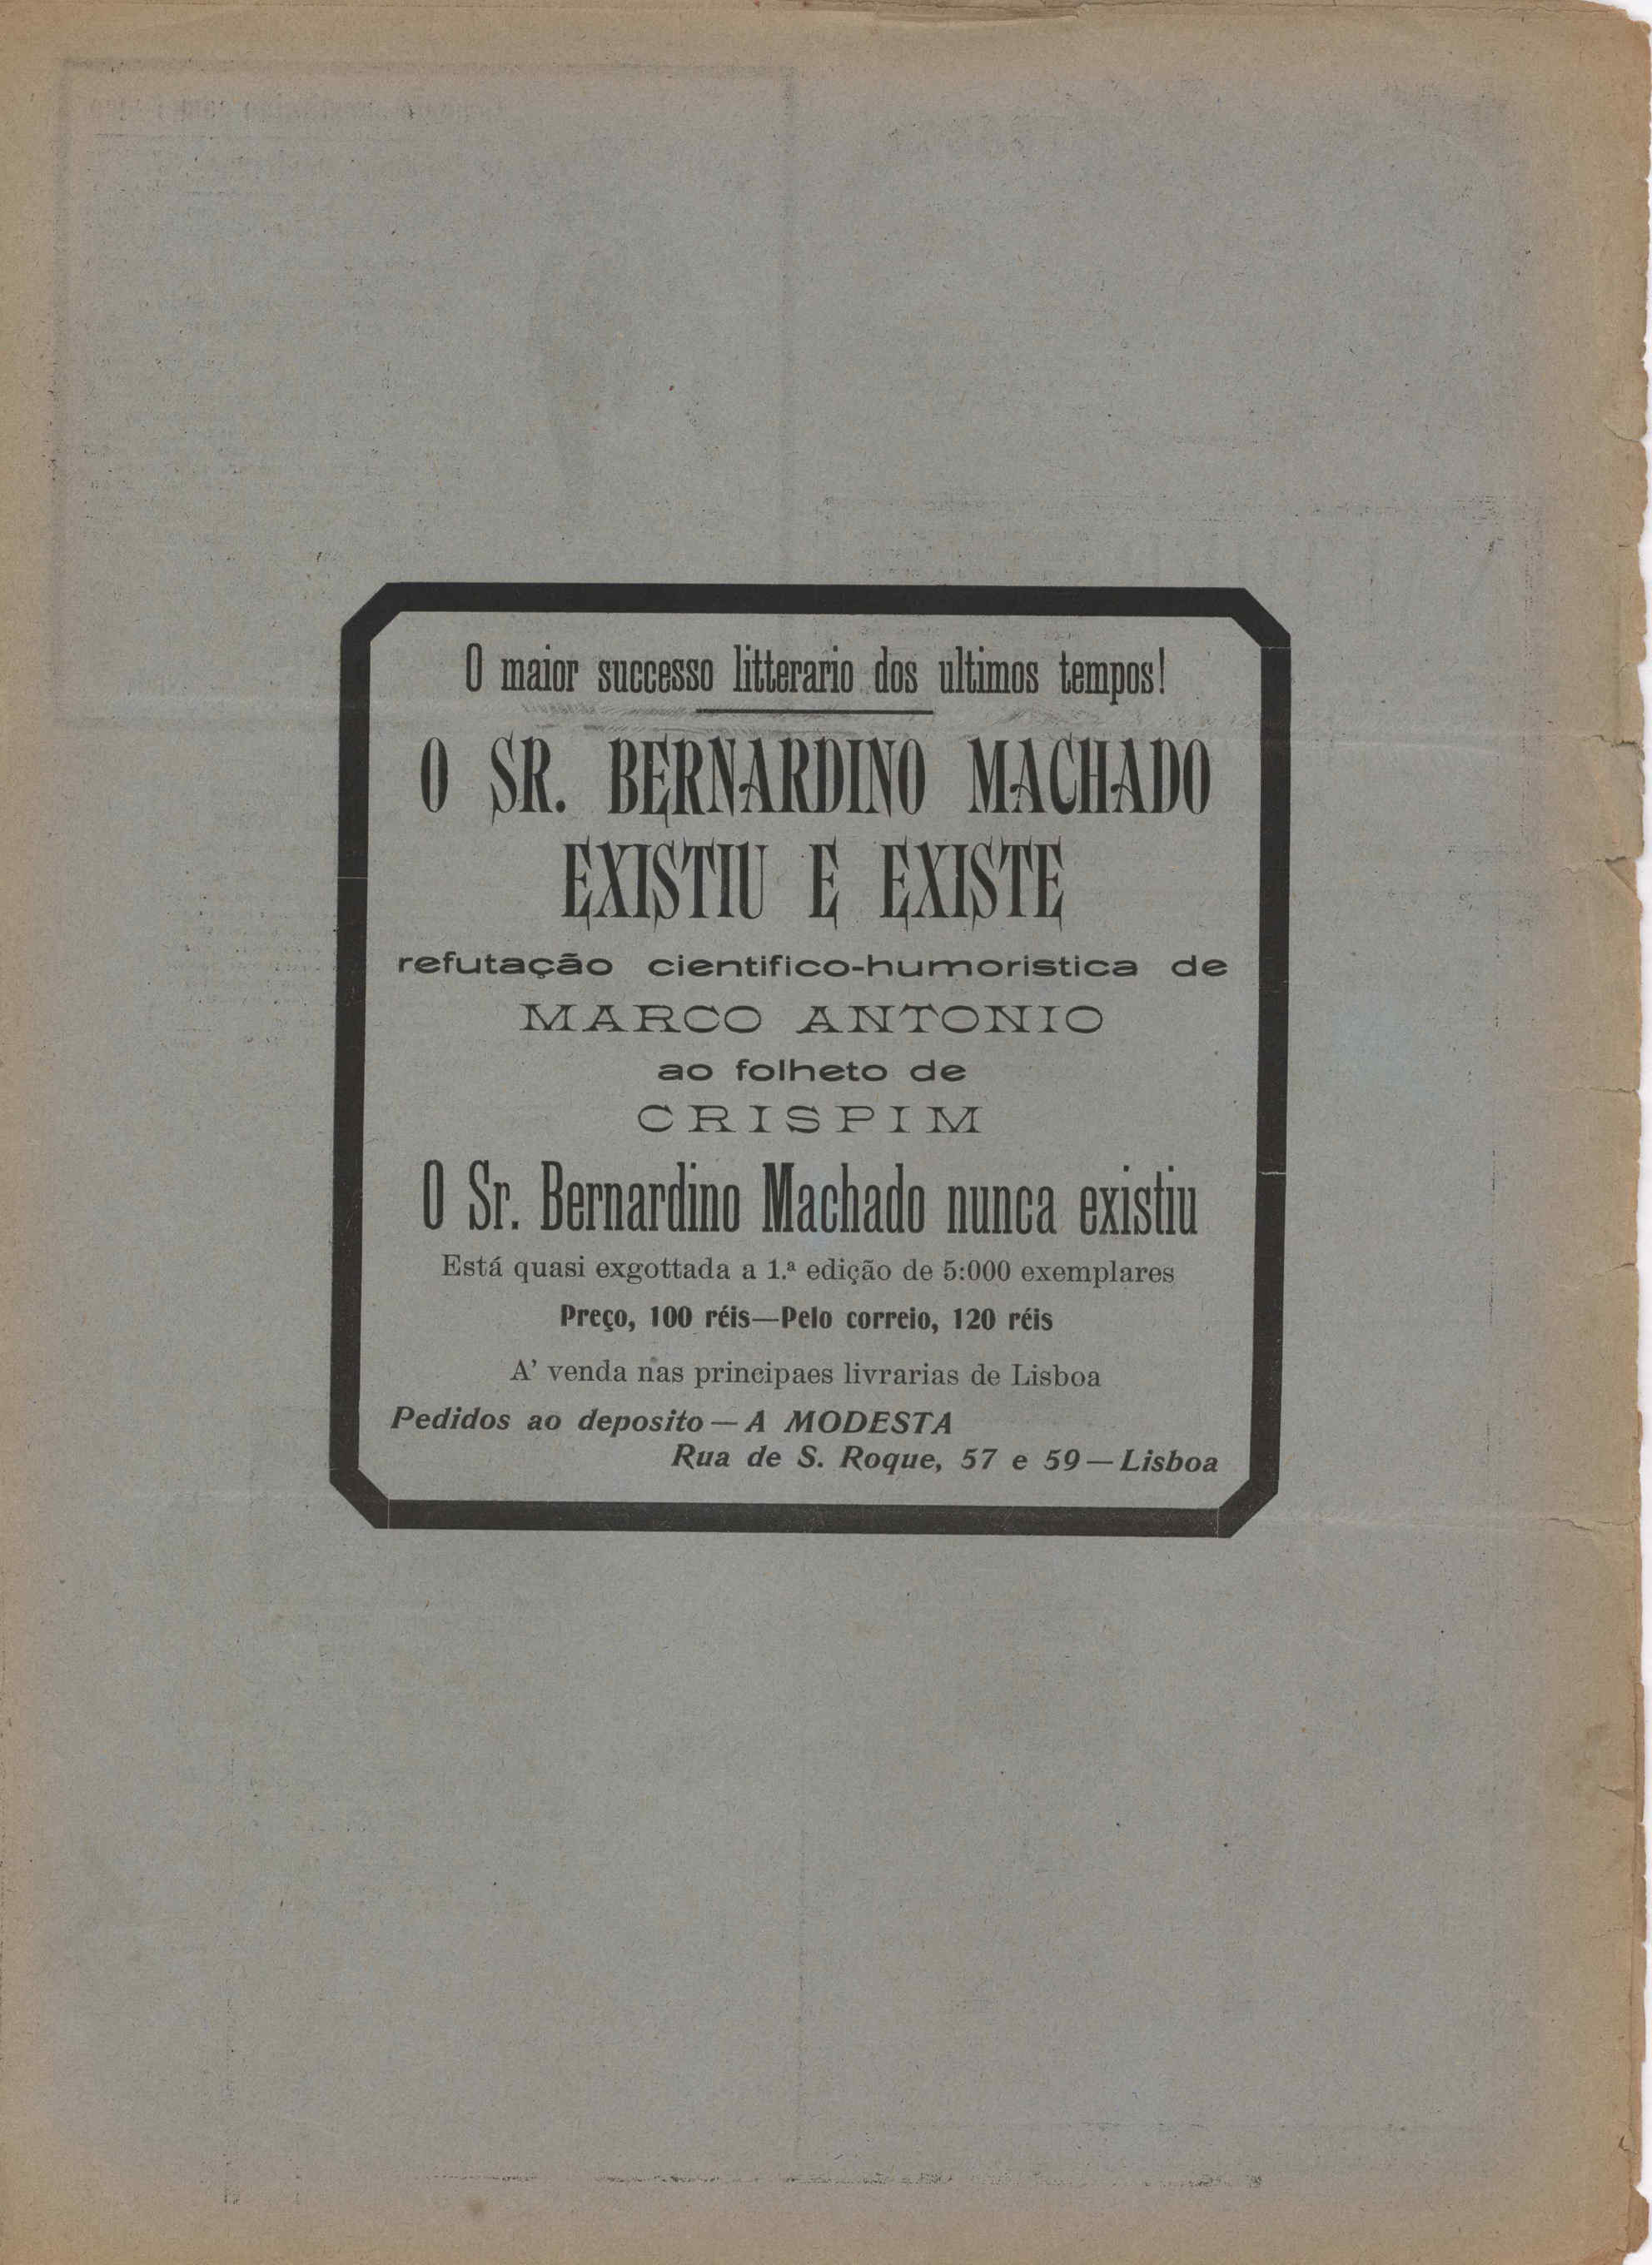 O maior successo litterario dos ultimos tempos!
O SR. BERNARDINO MACHADO
EXISTIU E EXISTE
refutação cientifico-humoristica de
MARCO ANTONIO
ao folheto de
CRISPIM
O Sr. Bernardino Machado nunca existiu
Está quasi exgottada a 1.ª edição de 5:000 exemplares
Preço, 100 réis—Pelo correio, 120 réis
A' venda nas principaes livrarias de Lisboa
Pedidos ao deposito — A MODESTA
Rua de S. Roque, 57 e 59 — Lisboa